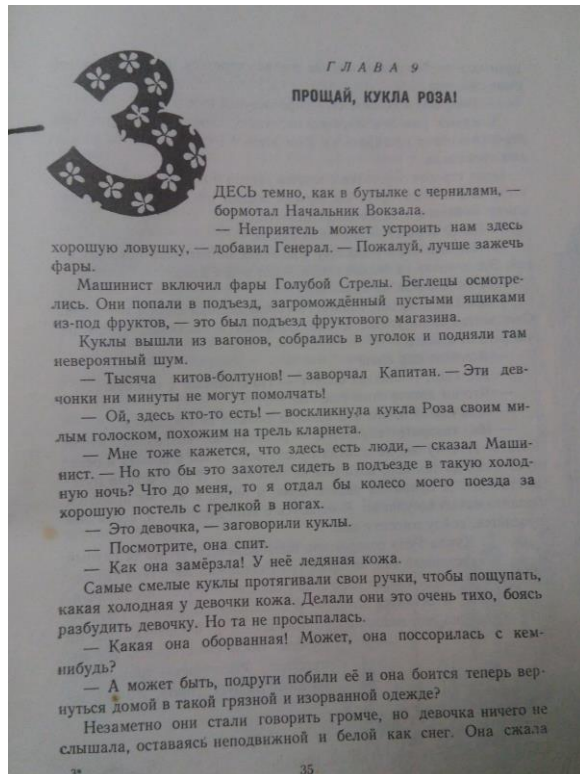 ГЛАВА 9
ПРОЩАЙ, КУКЛА РОЗА!
ЗДЕСЬ темно, как в бутылке с чернилами, —
бормотал Начальник Вокзала.
— Неприятель может устроить нам здесь
хорошую ловушку, — добавил Генерал. — Пожалуй, лучше зажечь
фары.
Машинист включил фары Голубой Стрелы. Беглецы осмотре-
лись. Они попали в подъезд, загромождённый пустыми ящиками
из-под фруктов, — это был подъезд фруктового магазина.
Куклы вышли из вагонов, собрались в уголок и подняли там
невероятный шум.
— Тысяча китов-болтунов! — заворчал Капитан. — Эти дев-
чонки ни минуты не могут помолчать!
— Ой, здесь кто-то есть! — воскликнула кукла Роза своим ми-
лым голоском, похожим на трель кларнета.
— Мне тоже кажется, что здесь есть люди, — сказал Маши-
нист. — Но кто бы это захотел сидеть в подъезде в такую холод-
ную ночь? Что до меня, то я отдал бы колесо моего поезда за
хорошую постель с грелкой в ногах.
— Это девочка, — заговорили куклы.
— Посмотрите, она спит.
— Как она замёрзла! У неё ледяная кожа.
Самые смелые куклы протягивали свои ручки, чтобы пощупать,
какая холодная у девочки кожа. Делали они это очень тихо, боясь
разбудить девочку. Но та не просыпалась.
— Какая она оборванная! Может, она поссорилась с кем-
нибудь?
— А может быть, подруги побили её и она боится теперь вер-
нуться домой в такой грязной и изорванной одежде?
Незаметно они стали говорить громче, но девочка ничего не
слышала, оставаясь неподвижной и белой как снег. Она сжала
3* 35